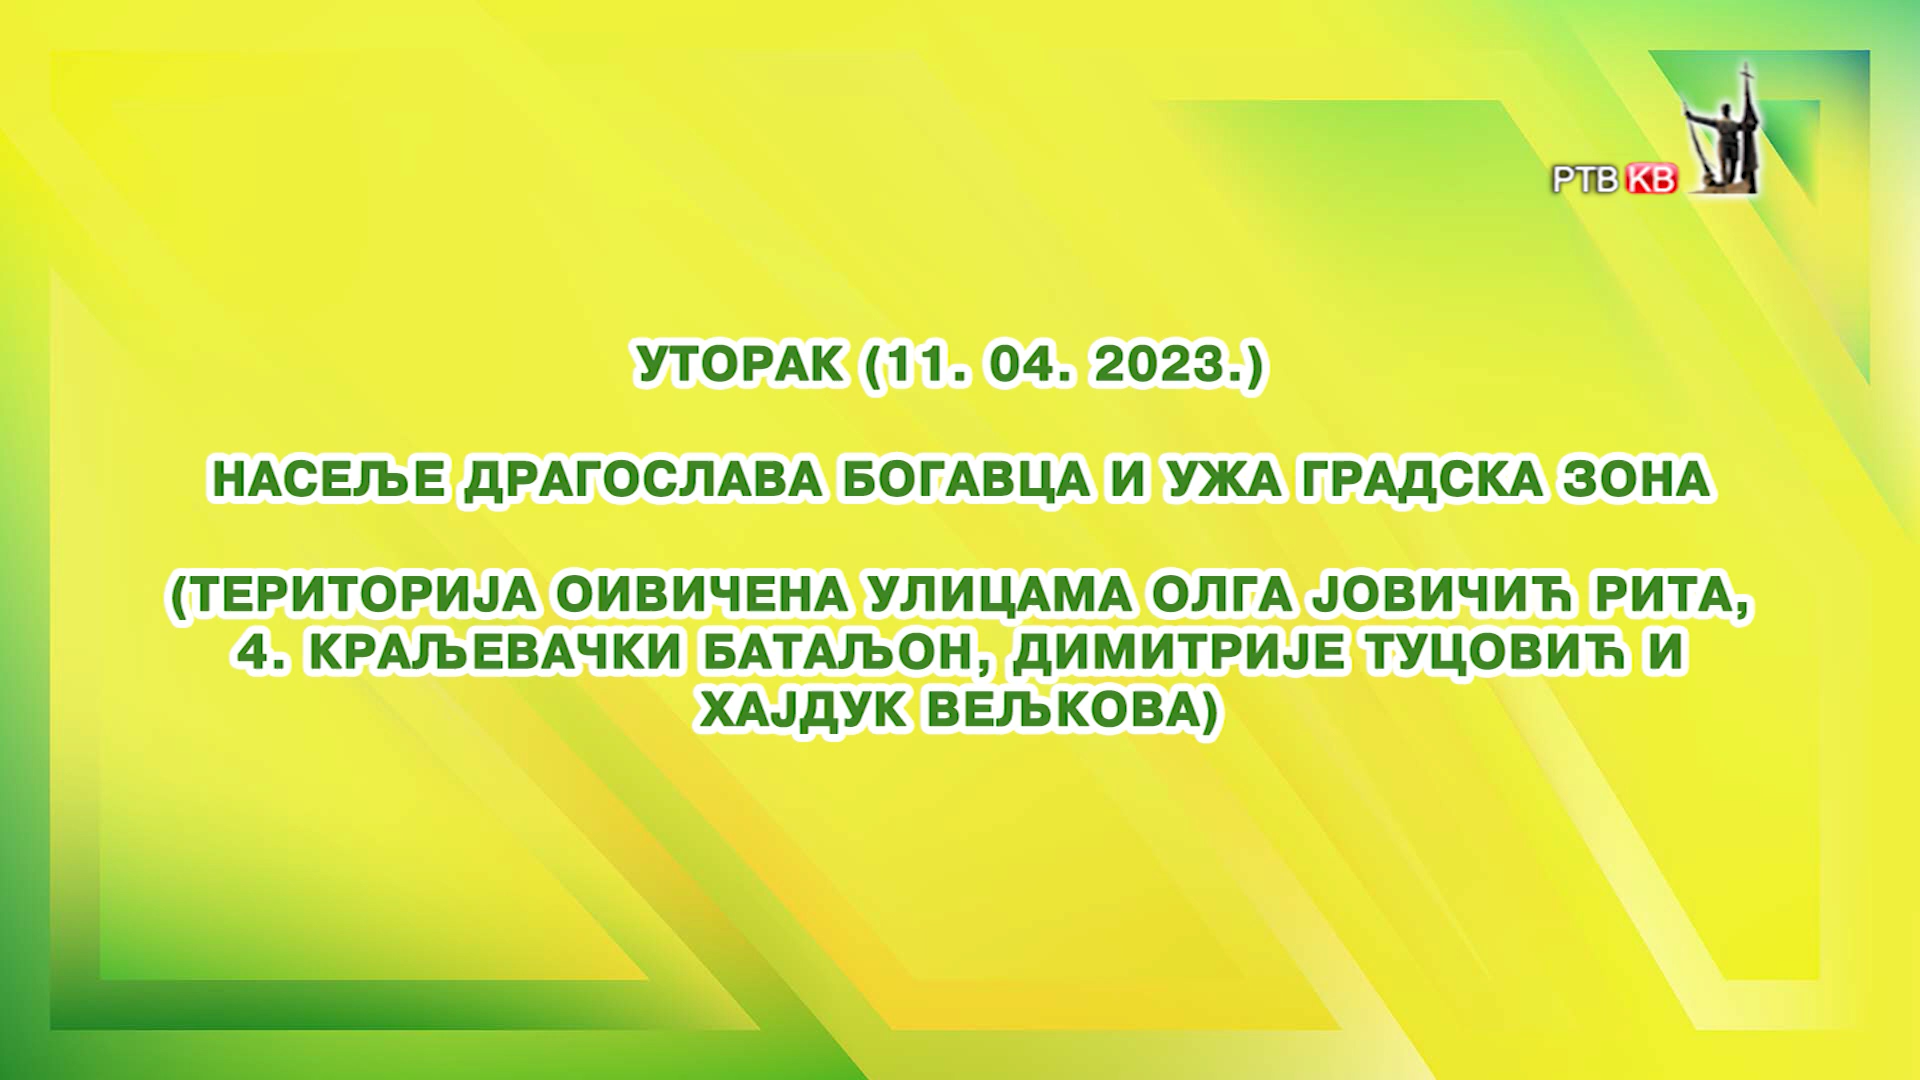 РТВ КВ
УТОРАК (11. 04. 2023.)
НАСЕЉЕ ДРАГОСЛАВА БОГАВЦА И УЖА ГРАДСКА ЗОНА
(ТЕРИТОРИЈА ОИВИЧЕНА УЛИЦАМА ОЛГА ЈОВИЧИЋ РИТА,
4. КРАЉЕВАЧКИ БАТАЉОН, ДИМИТРИЈЕ ТУЦОВИЋ И
ХАЈДУК ВЕЉКОВА)